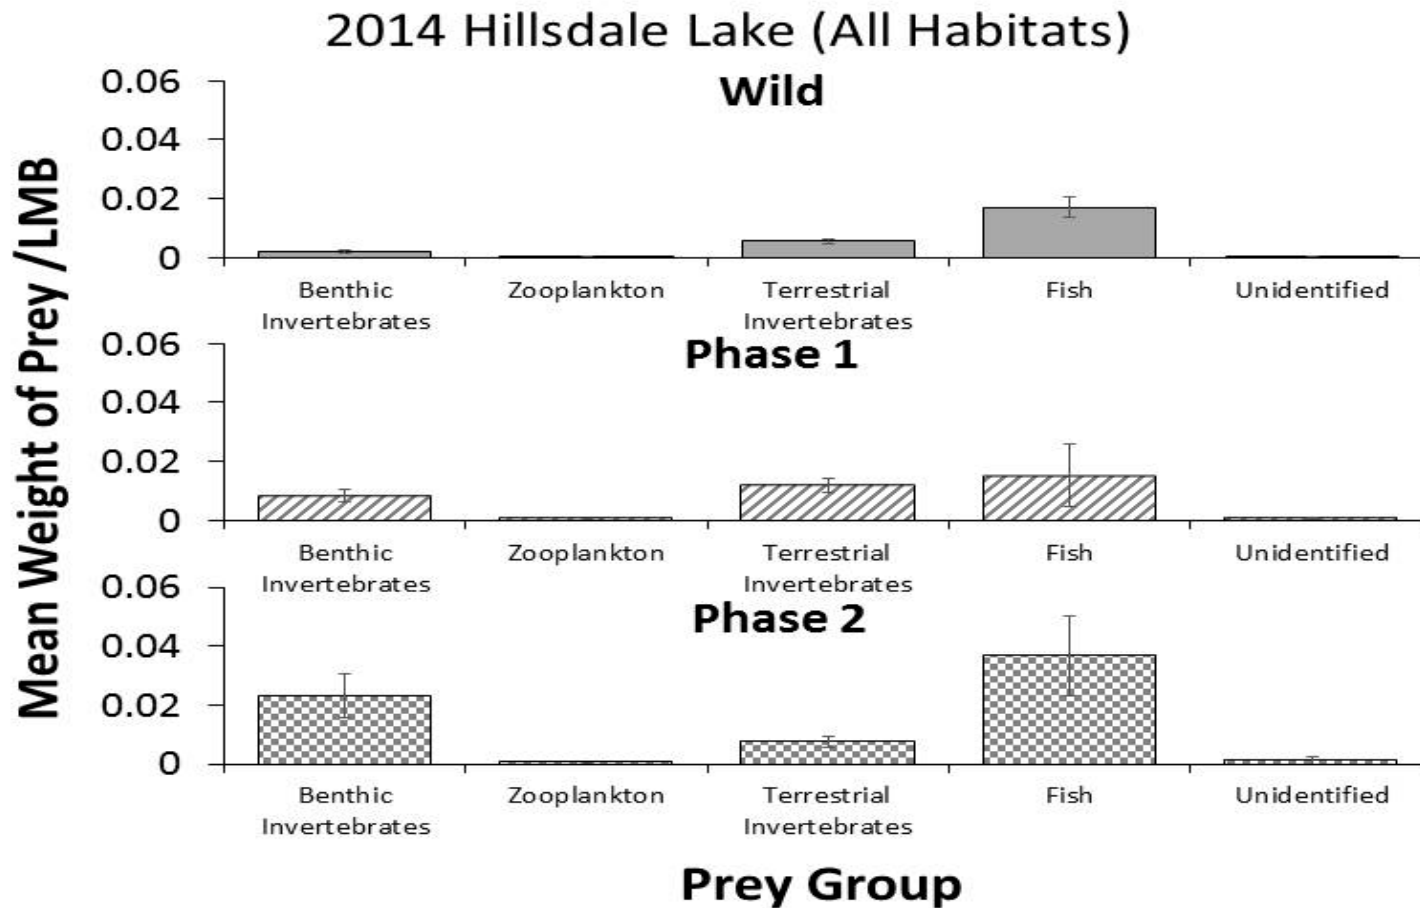 2014 Hillsdale Lake (All Habitats)
Mean Weight of Prey /LMB
Wild
0.06
0.04
0.02
0
Benthic Invertebrates
Zooplankton
Terrestrial Invertebrates
Fish
Unidentified
Phase 1
0.06
0.04
0.02
0
Benthic Invertebrates
Zooplankton
Terrestrial Invertebrates
Fish
Unidentified
Phase 2
0.06
0.04
0.02
0
Benthic Invertebrates
Zooplankton
Terrestrial Invertebrates
Fish
Unidentified
Prey Group